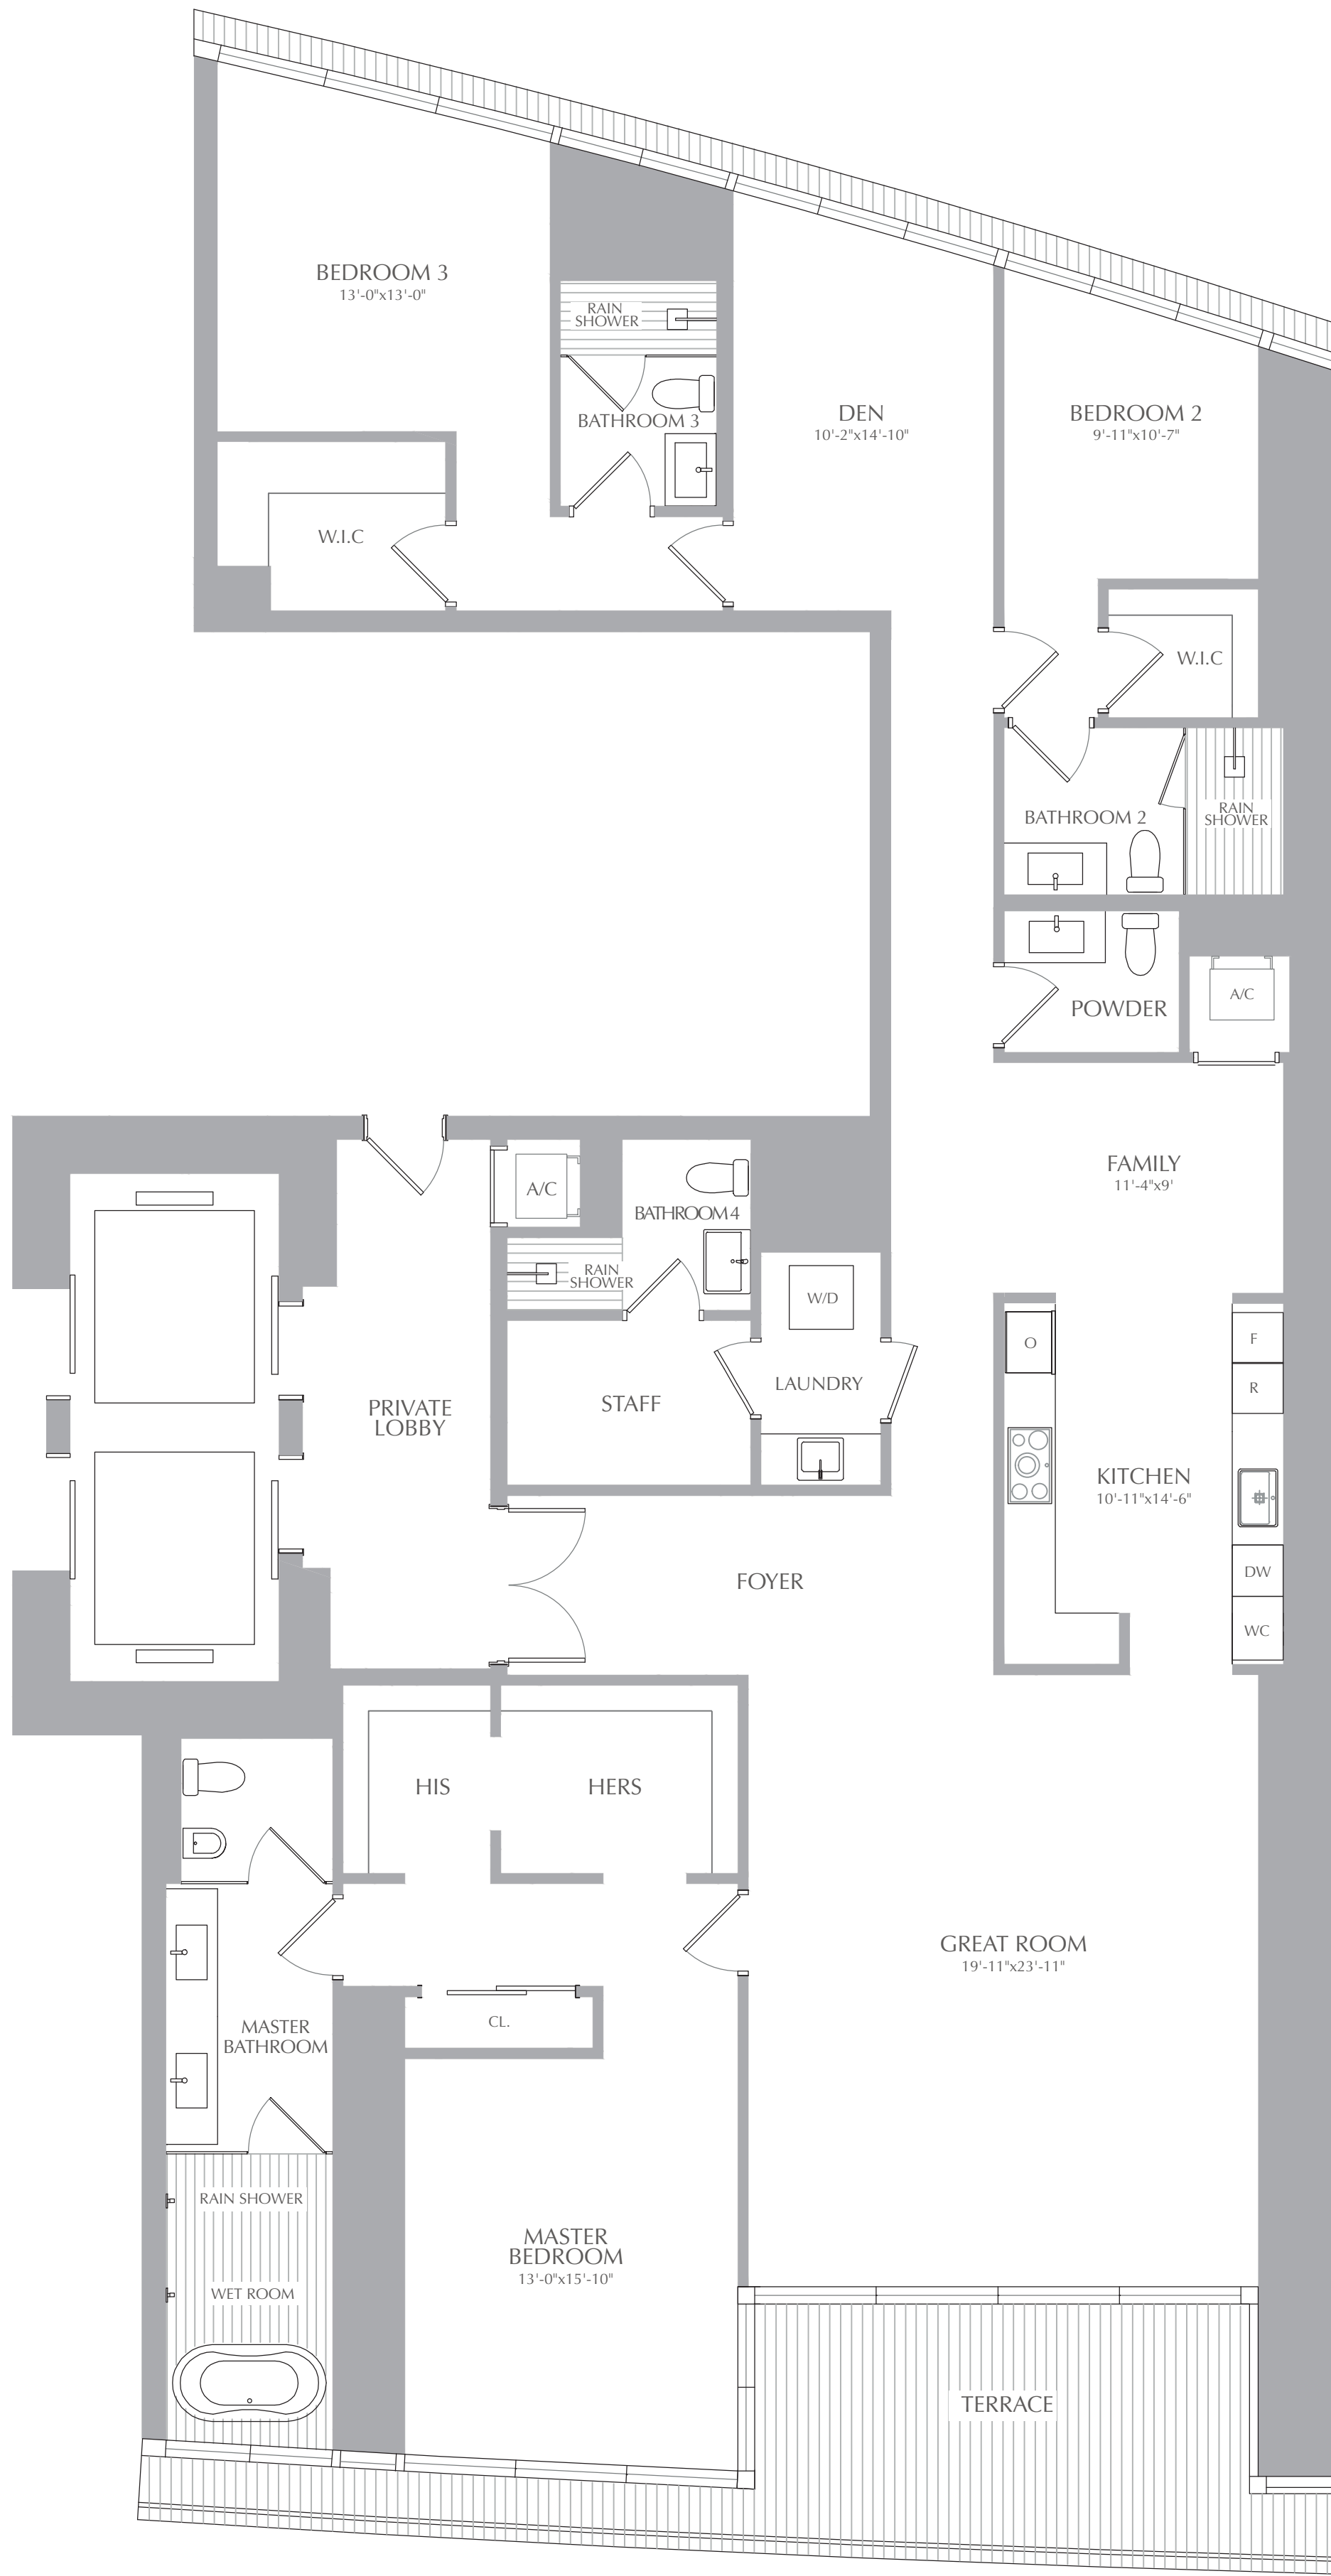 BEDROOM 3
13'-0"x13'-0"
RAIN
SHOWER
BATHROOM 3
DEN
10'-2"x14'-10"
BEDROOM 2
9'-11"x10'-7"
W.I.C
W.I.C
BATHROOM 2
RAIN
SHOWER
POWDER
A/C
FAMILY
11'-4"x9'
A/C
BATHROOM 4
RAIN
SHOWER
W/D
LAUNDRY
STAFF
PRIVATE
LOBBY
O
F
R
KITCHEN
10'-11"x14'-6"
DW
WC
FOYER
HIS
HERS
GREAT ROOM
19'-11"x23'-11"
CL.
MASTER
BATHROOM
RAIN SHOWER
WET ROOM
MASTER
BEDROOM
13'-0"x15'-10"
TERRACE